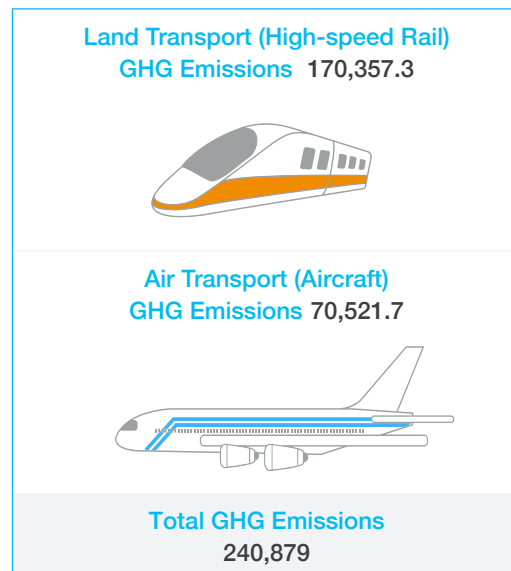 Land Transport (High-speed Rail)
GHG Emissions 170,357.3
Air Transport (Aircraft)
GHG Emissions 70,521.7
Total GHG Emissions
240,879